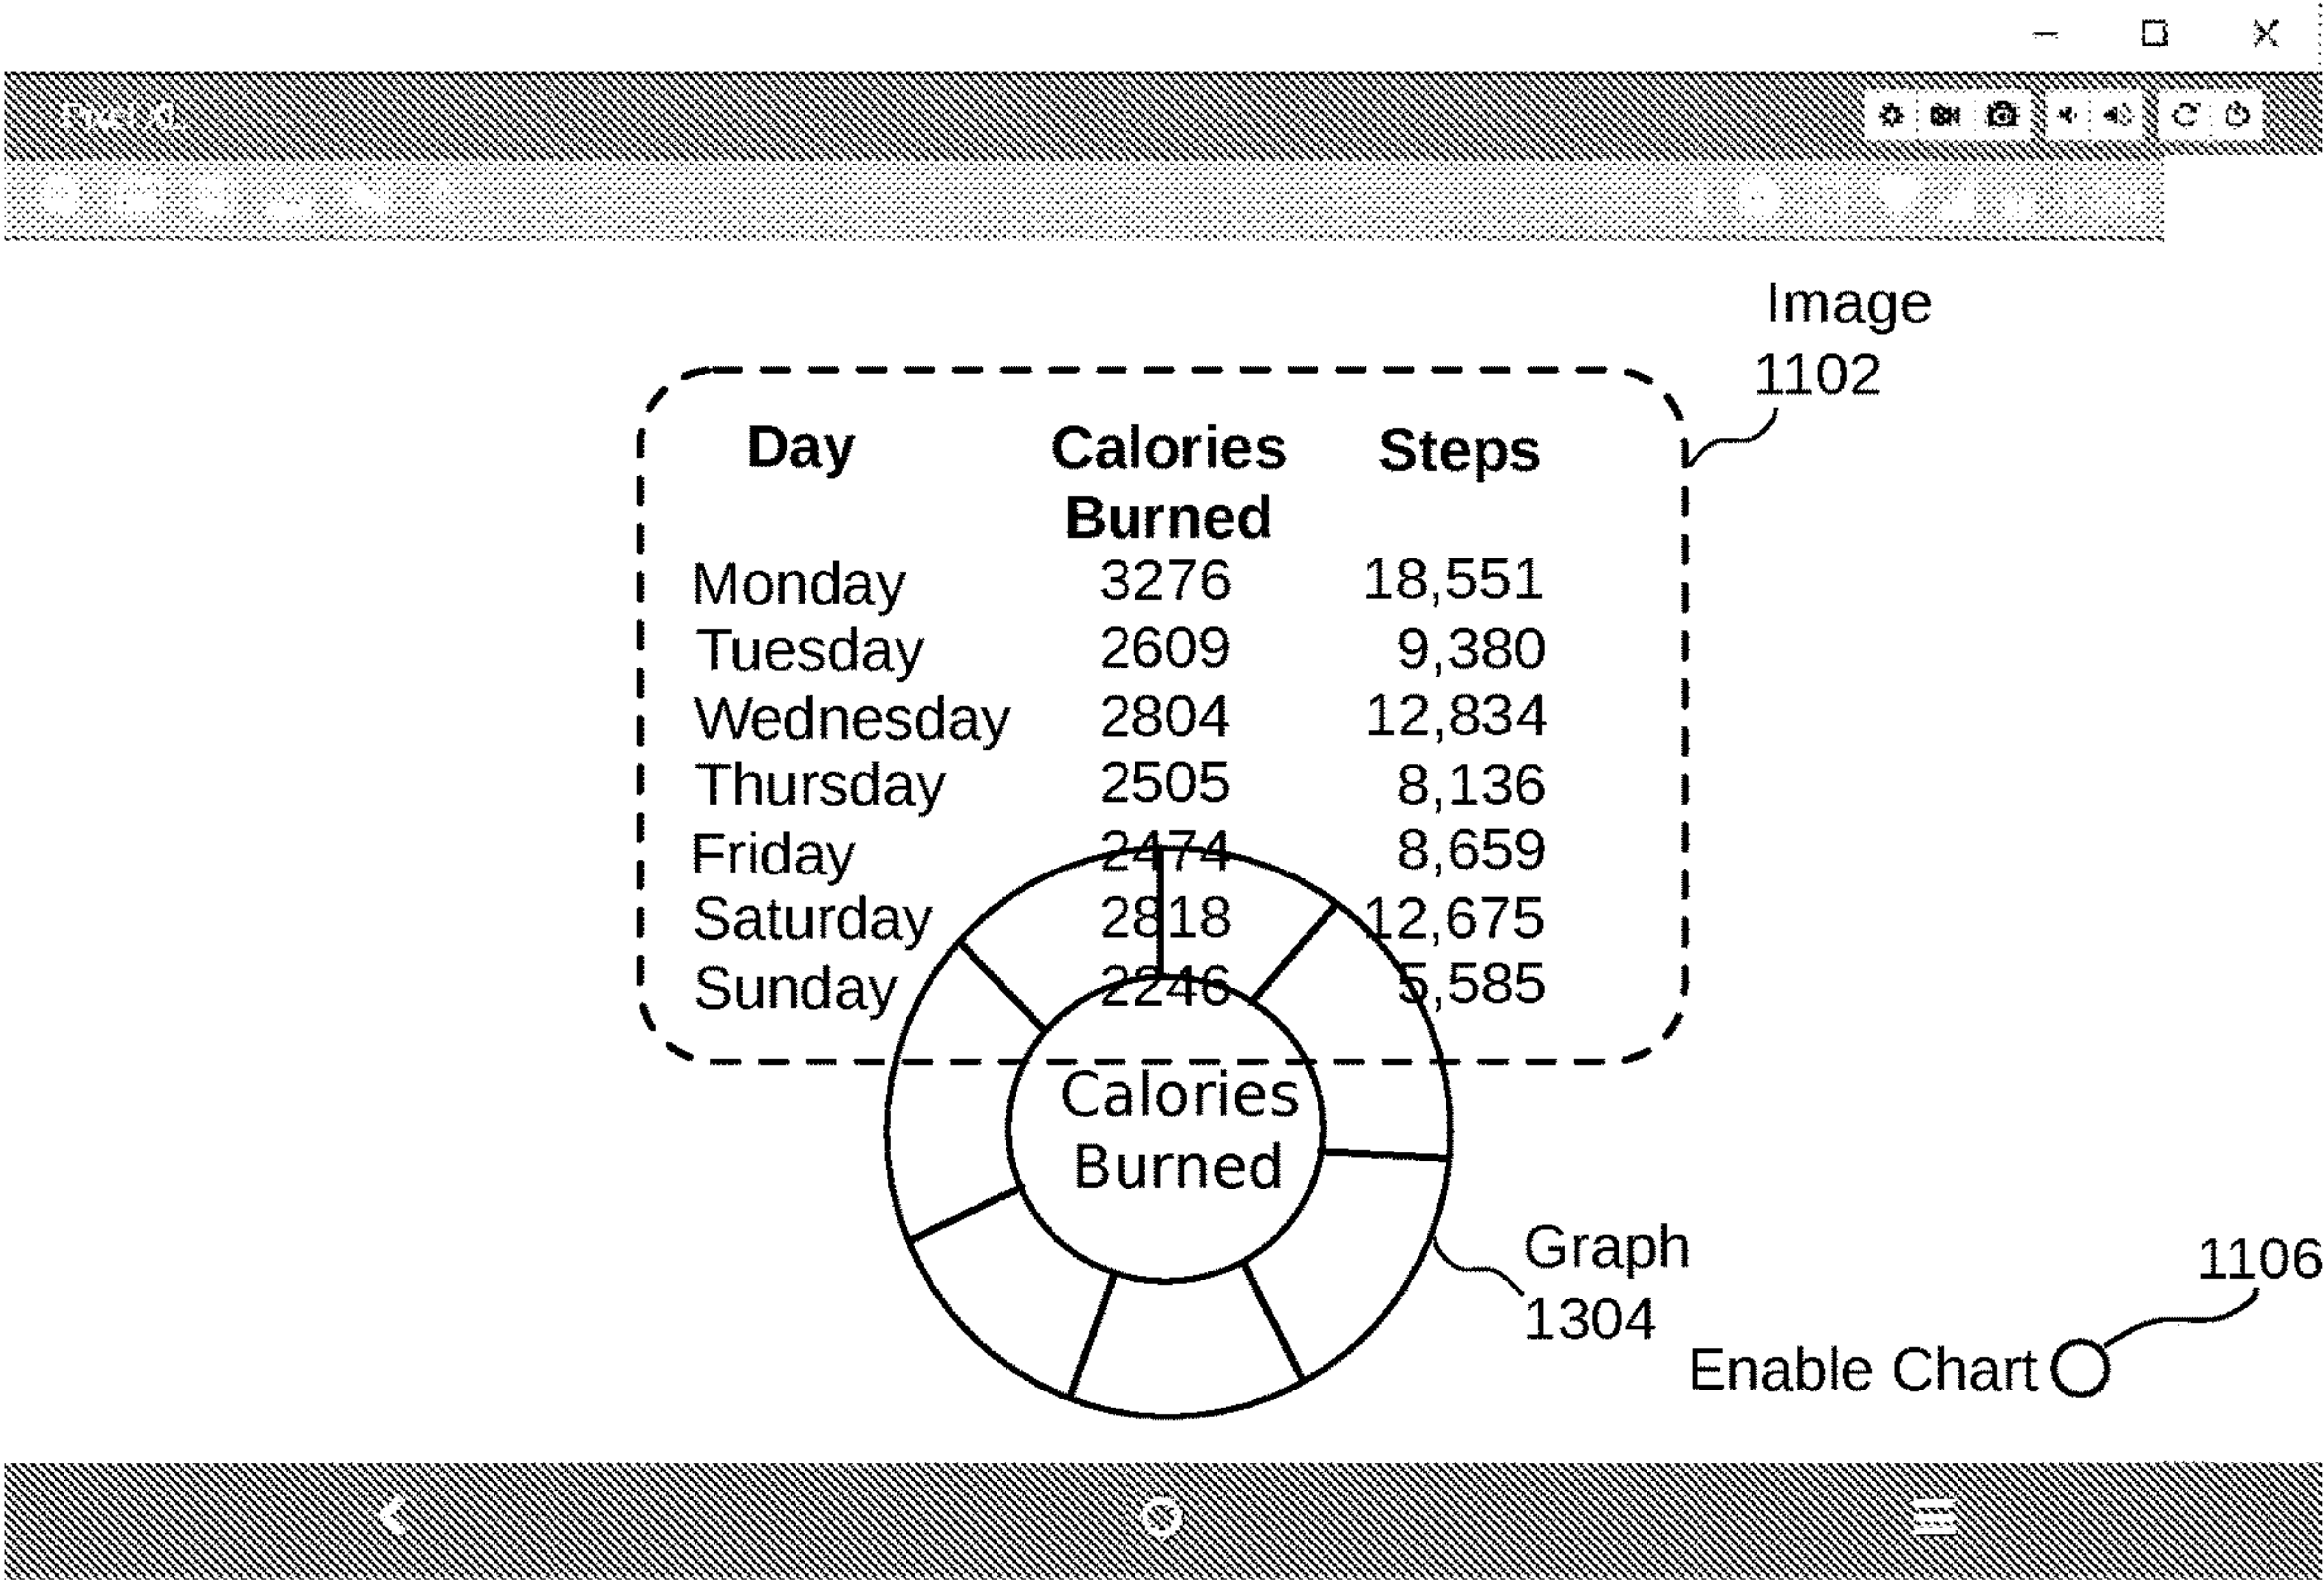 Pixel XL
Image
1102
Day Calories Steps
Burned
Monday 3276 18,551
Tuesday 2609 9,380
Wednesday 2804 12,834
Thursday 2505 8,136
Friday 2474 8,659
Saturday 2818 12,675
Sunday 2246 5,585
Calories
Burned
Graph
1304
1106
Enable Chart